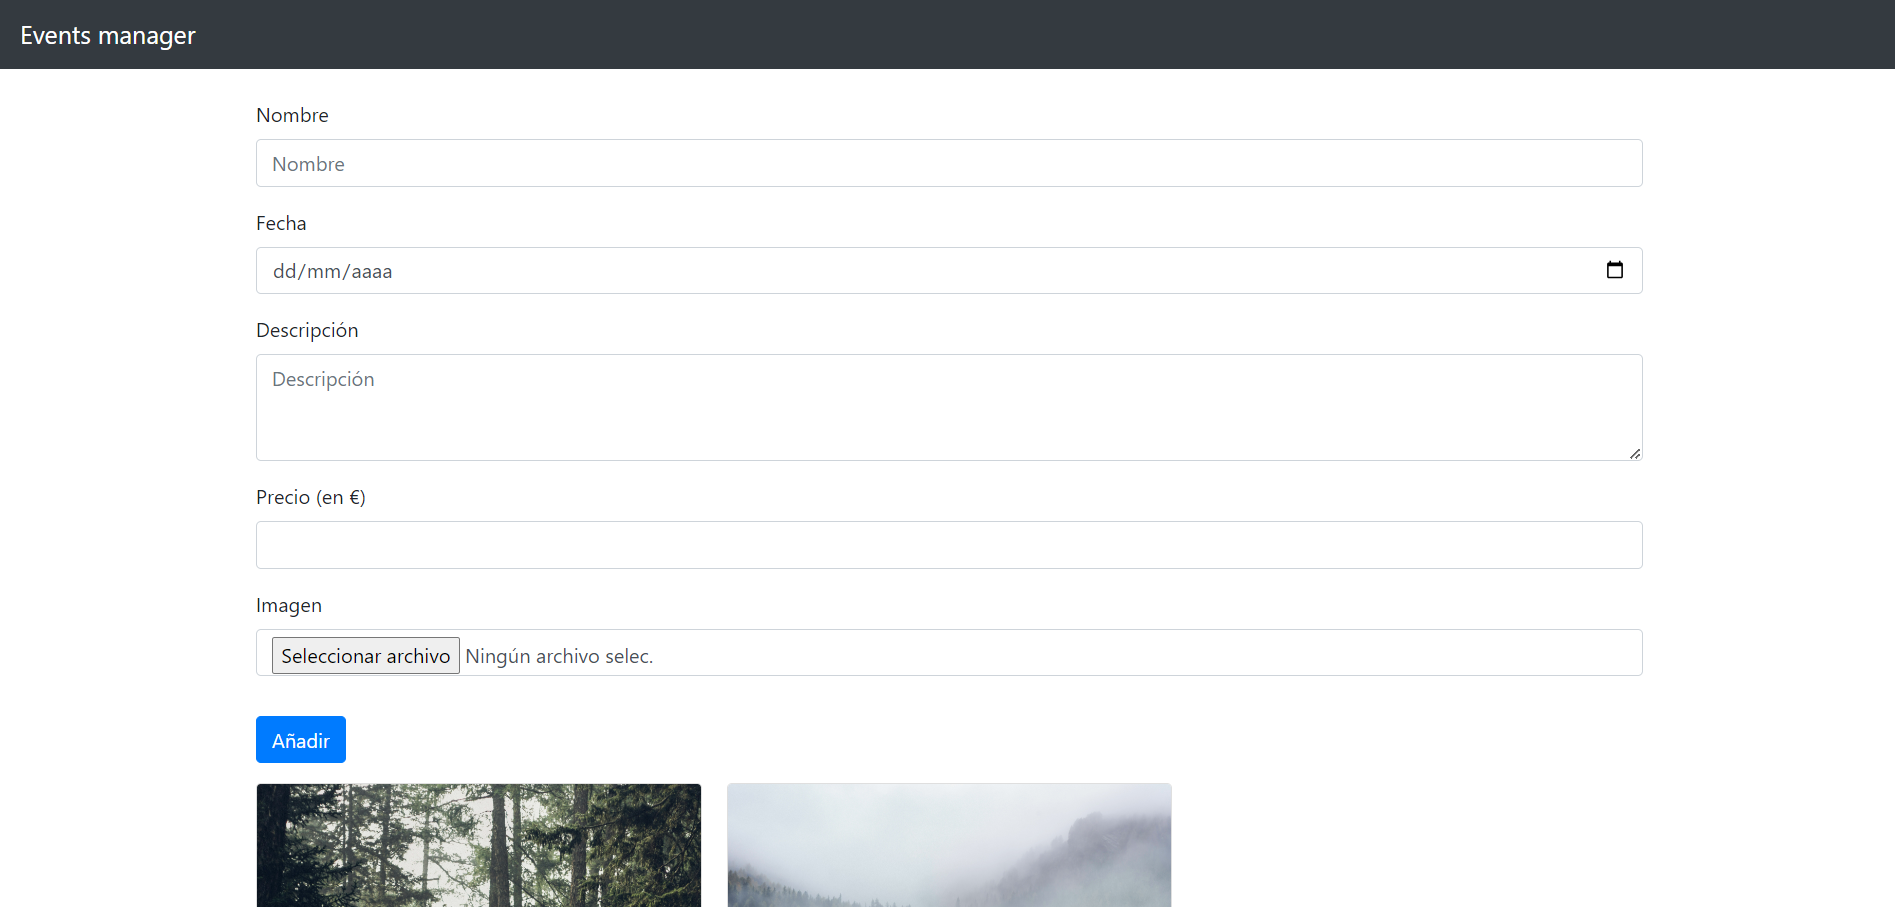 Events manager
Nombre
Nombre
Fecha
dd/mm/aaaa
Descripción
Descripción
Precio (en €)
Imagen
Seleccionar archivo Ningún archivo selec.
Añadir